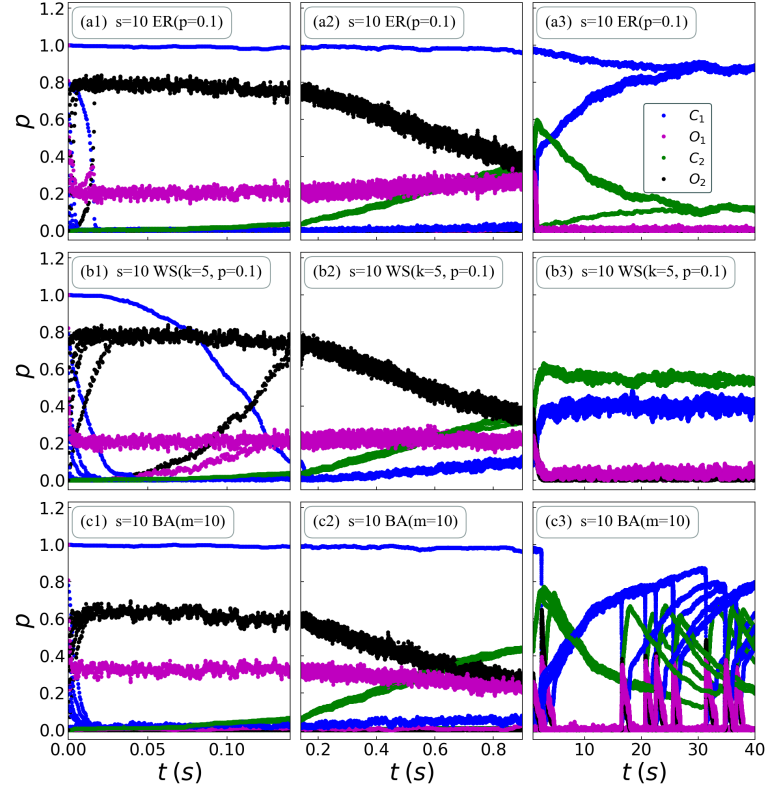 (a1) s=10 ER(p=0.1)
(a2) s=10 ER(p=0.1)
(a3) s=10 ER(p=0.1)
1.2
1.0
0.8
0.6
0.4
0.2
0.0
p
C1
O1
C2
O2
(b1) s=10 WS(k=5, p=0.1)
(b2) s=10 WS(k=5, p=0.1)
(b3) s=10 WS(k=5, p=0.1)
1.2
1.0
0.8
0.6
0.4
0.2
0.0
p
(c1) s=10 BA(m=10)
(c2) s=10 BA(m=10)
(c3) s=10 BA(m=10)
1.2
1.0
0.8
0.6
0.4
0.2
0.0
p
0.00 0.05 0.10
0.2 0.4 0.6 0.8
10 20 30 40
t (s)
t (s)
t (s)